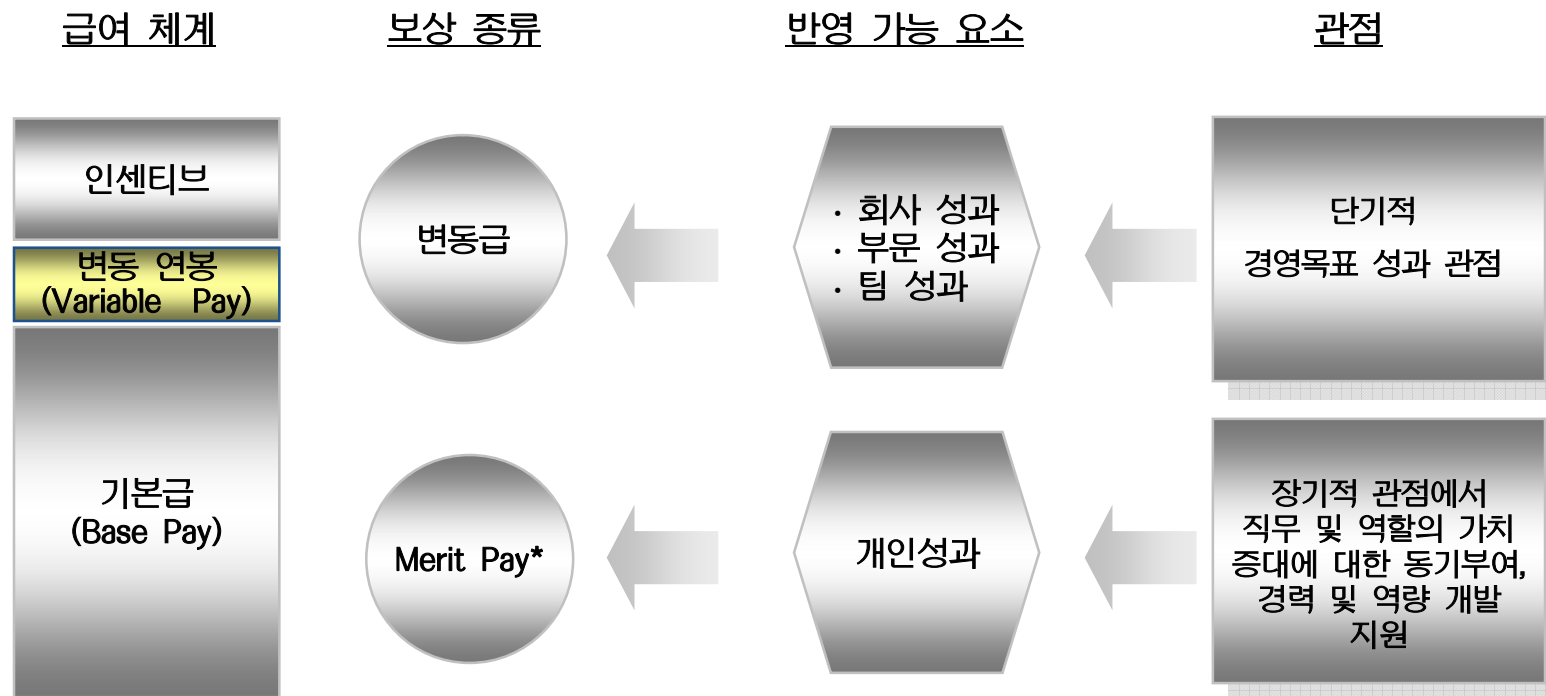 급여 체계
보상 종류
반영 가능 요소
관점
인센티브
변동 연봉
(Variable Pay)
기본급
(Base Pay)
변동급
· 회사 성과
· 부문 성과
· 팀 성과
단기적
경영목표 성과 관점
Merit Pay*
개인성과
장기적 관점에서
직무 및 역할의 가치
증대에 대한 동기부여,
경력 및 역량 개발
지원